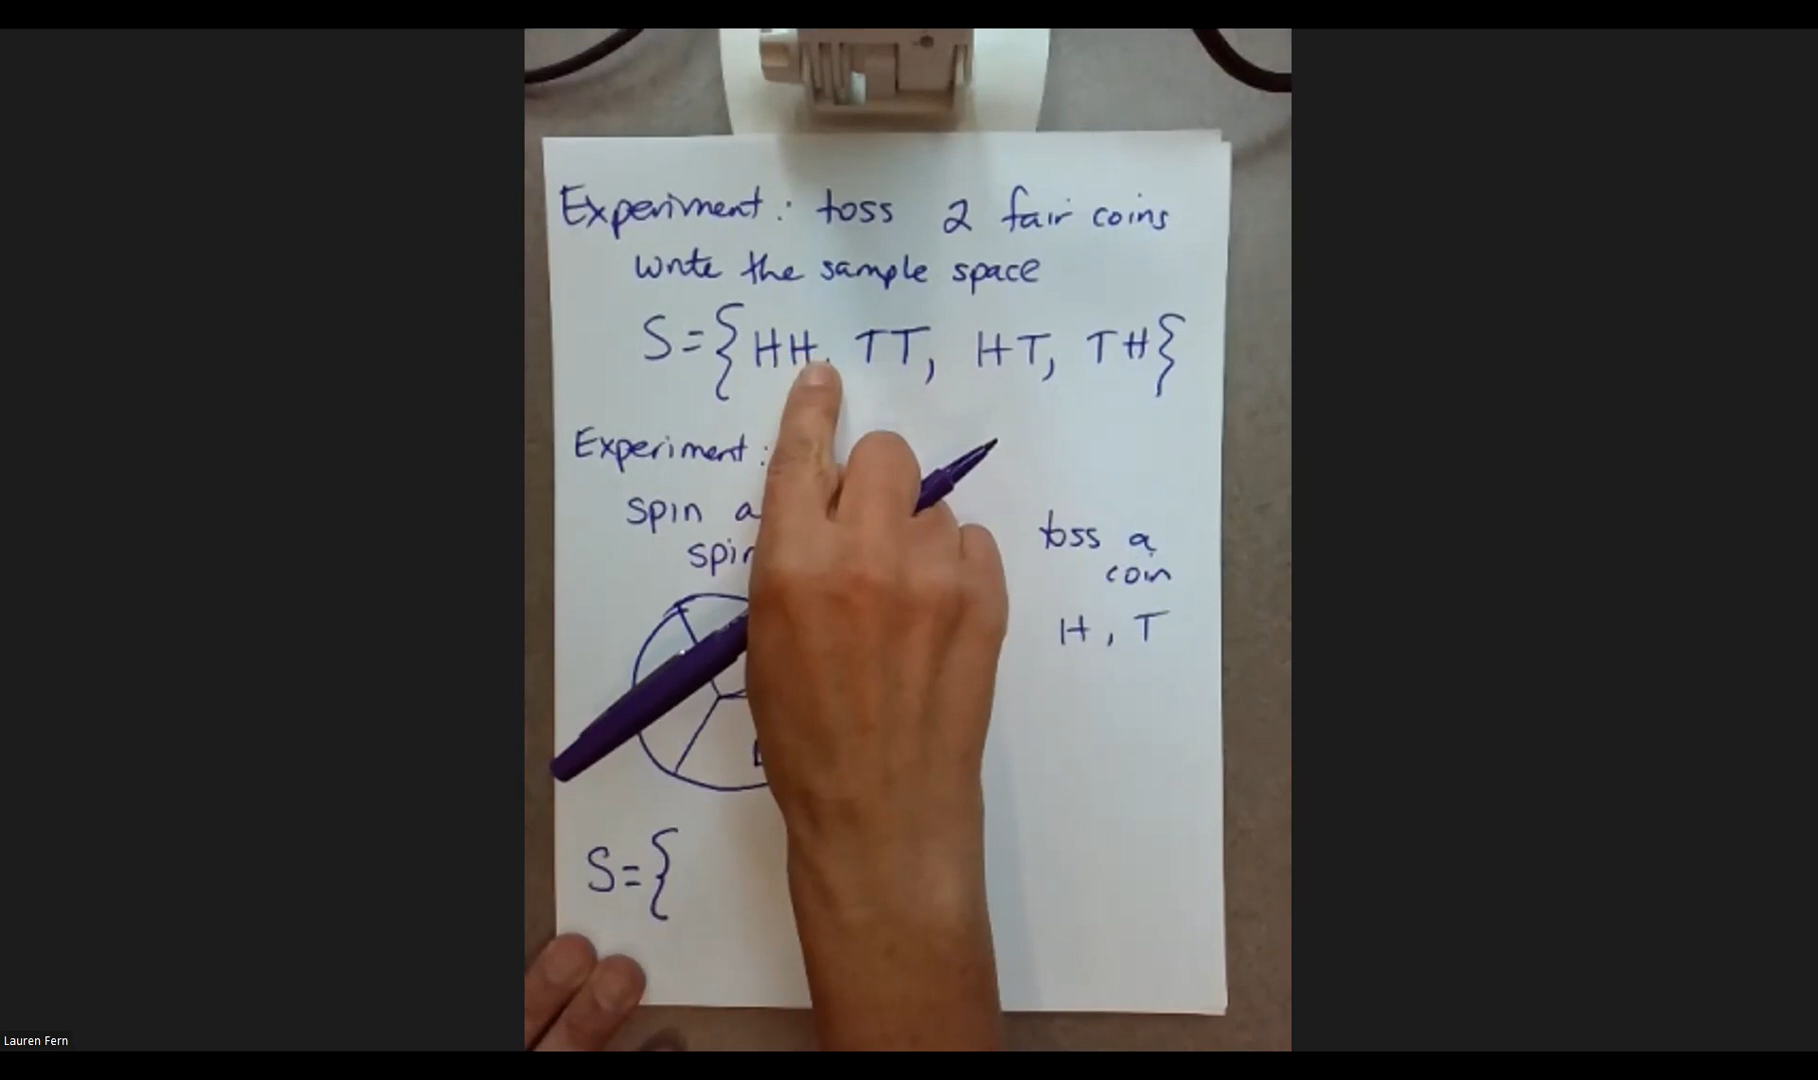 Experiment: toss 2 fair coins
write the sample space
S={HH, TT, HT, TH}
Experiment:
spin a
toss a
coin
H, T
S={
Lauren Fern